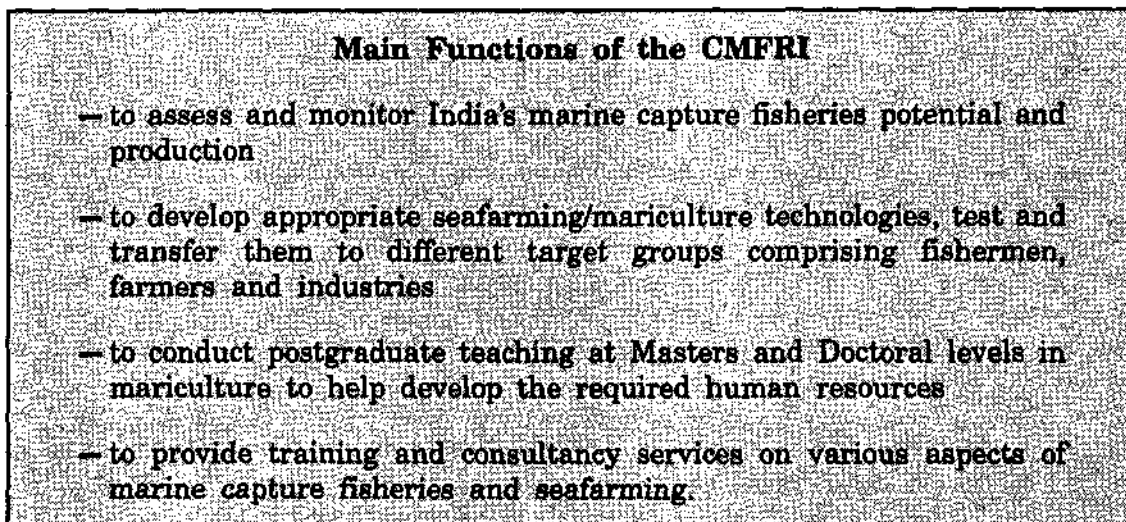 Main Functions of the CMFRI
— to assess and monitor India's marine capture fisheries potential and
production
— to develop appropriate seafarming/mariculture technologies, test and
transfer them to different target groups comprising fishermen,
farmers and industries
— to conduct postgraduate teaching at Masters and Doctoral levels in
mariculture to help develop the required human resources
— to provide training and consultancy services on various aspects of
marine capture fisheries and seafarming.